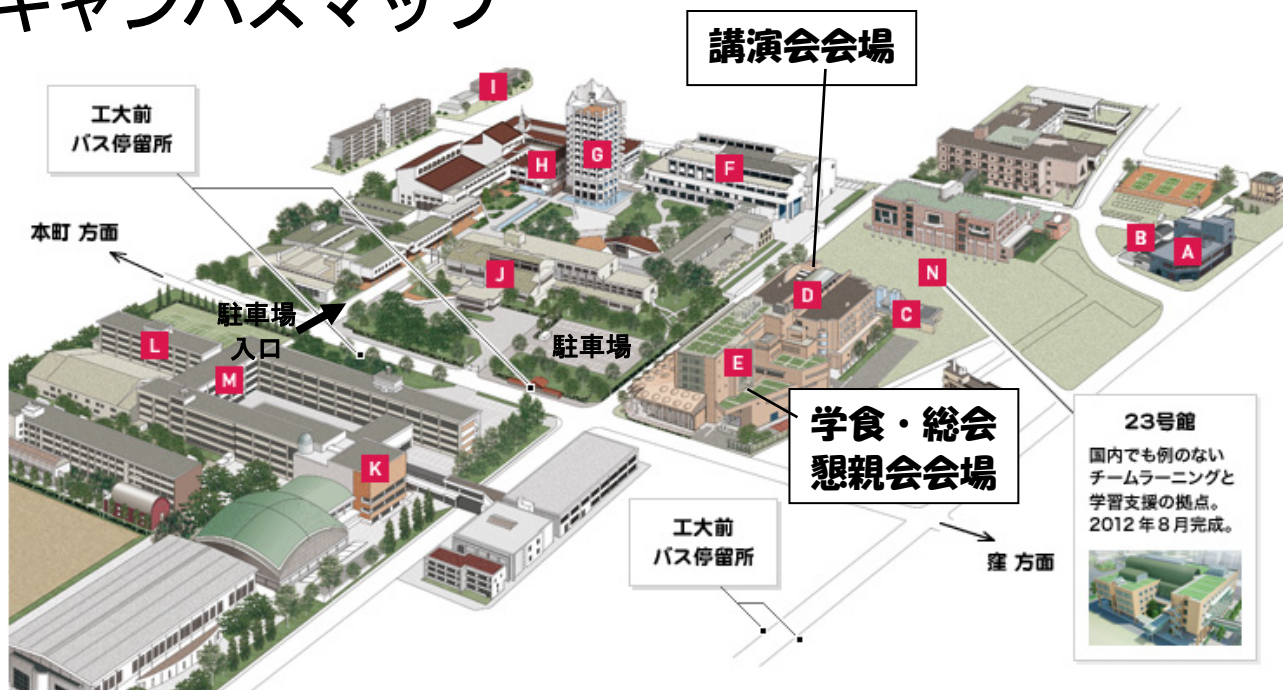 キャンパスマップ
講演会会場
工大前
バス停留所
I
H
G
F
本町 方面
B
A
J
N
D
C
駐車場
入口
駐車場
L
M
E
学食・総会
懇親会会場
K
23号館
国内でも例のない
チームラーニングと
学習支援の拠点。
2012年8月完成。
工大前
バス停留所
窪 方面